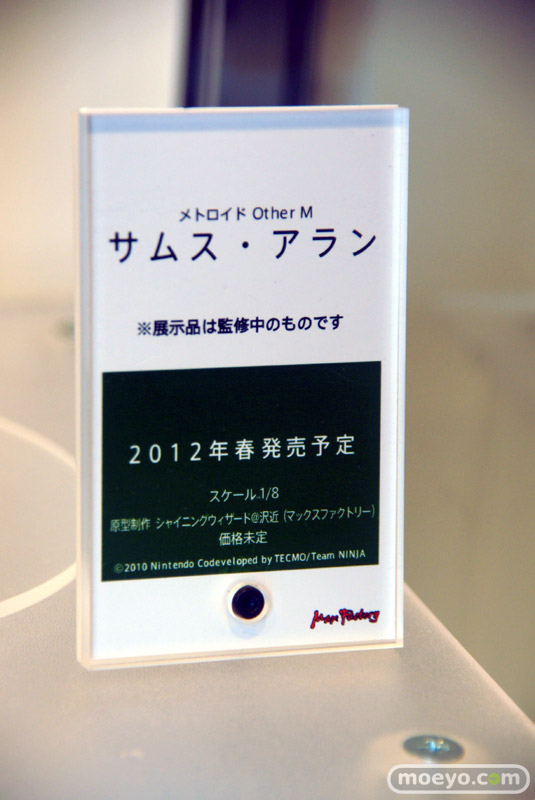 メトロイド Other M
サムス・アラン
※展示品は監修中のものです
2012年春発売予定
スケール.1/8
原型制作 シャイニングウィザード@沢近 (マックスファクトリー)
価格未定
©2010 Nintendo Codeveloped by TECMO/Team NINJA
Max Factory
moeyo.com